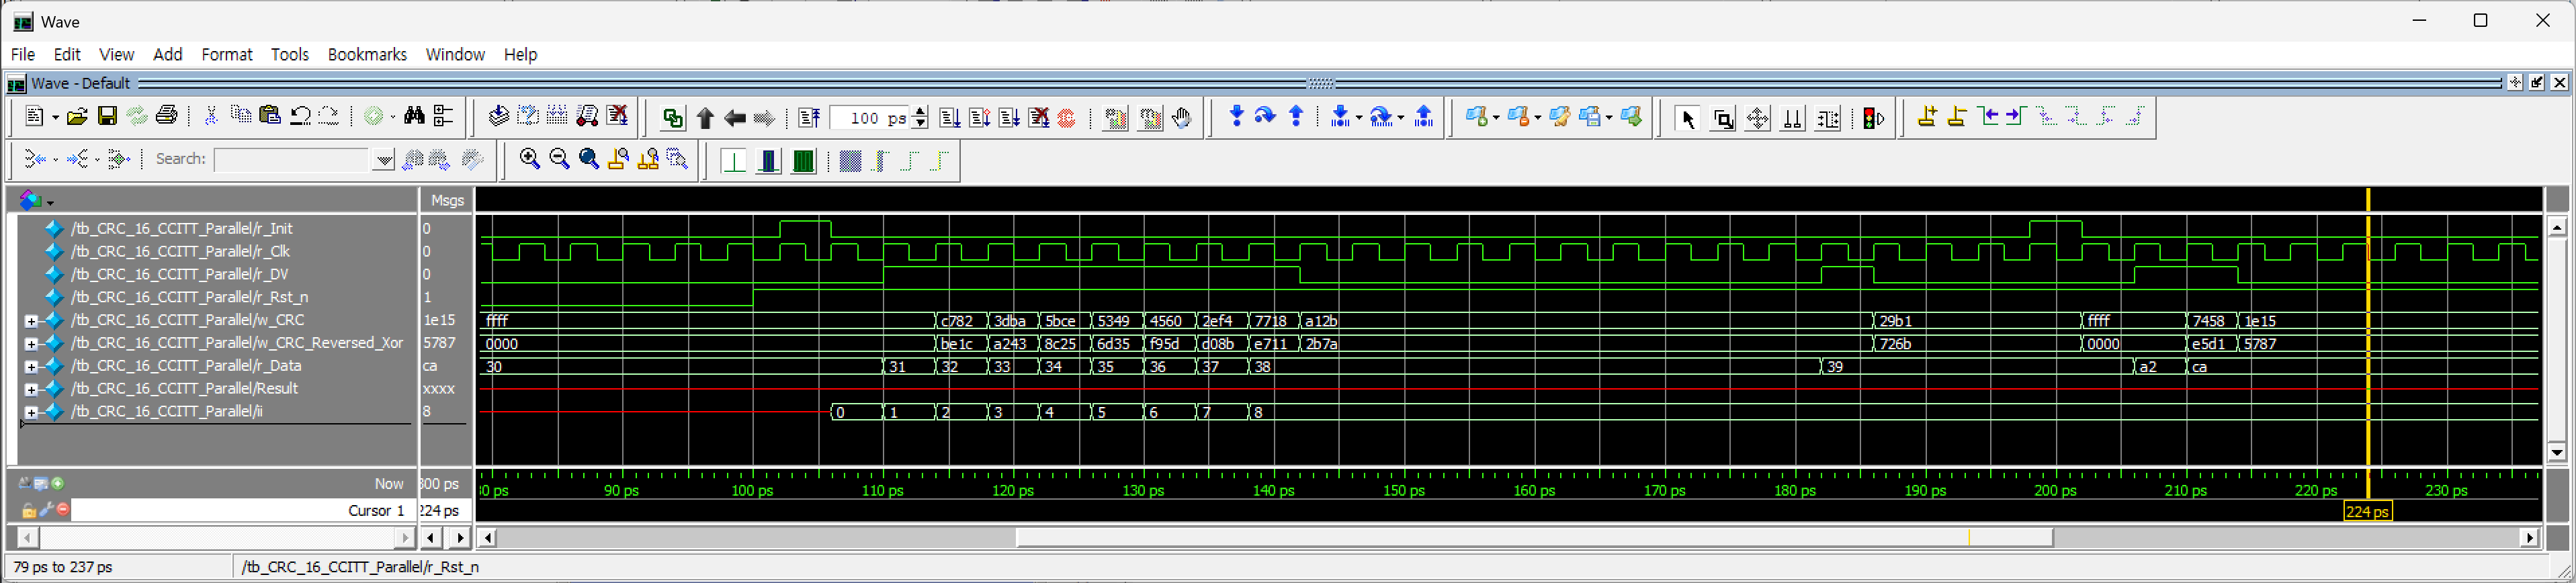 Wave
File Edit View Add Format Tools Bookmarks Window Help
Wave - Default
100 ps
Search:
Msgs
/tb_CRC_16_CCITT_Parallel/r_Init 0
/tb_CRC_16_CCITT_Parallel/r_Clk 0
/tb_CRC_16_CCITT_Parallel/r_DV 0
/tb_CRC_16_CCITT_Parallel/r_Rst_n 1
/tb_CRC_16_CCITT_Parallel/w_CRC 1e15 ffff c782 3dba 5bce 5349 4560 2ef4 7718 a12b 29b1 ffff 7458 1e15
/tb_CRC_16_CCITT_Parallel/w_CRC_Reversed_Xor 5787 0000 be1c a243 8c25 6d35 f95d d08b e711 2b7a 726b 0000 e5d1 5787
/tb_CRC_16_CCITT_Parallel/r_Data ca 30 31 32 33 34 35 36 37 38 39 a2 ca
/tb_CRC_16_CCITT_Parallel/Result xxxx
/tb_CRC_16_CCITT_Parallel/ii 8 0 1 2 3 4 5 6 7 8
Now 300 ps 80 ps 90 ps 100 ps 110 ps 120 ps 130 ps 140 ps 150 ps 160 ps 170 ps 180 ps 190 ps 200 ps 210 ps 220 ps 230 ps
Cursor 1 224 ps 224 ps
79 ps to 237 ps /tb_CRC_16_CCITT_Parallel/r_Rst_n